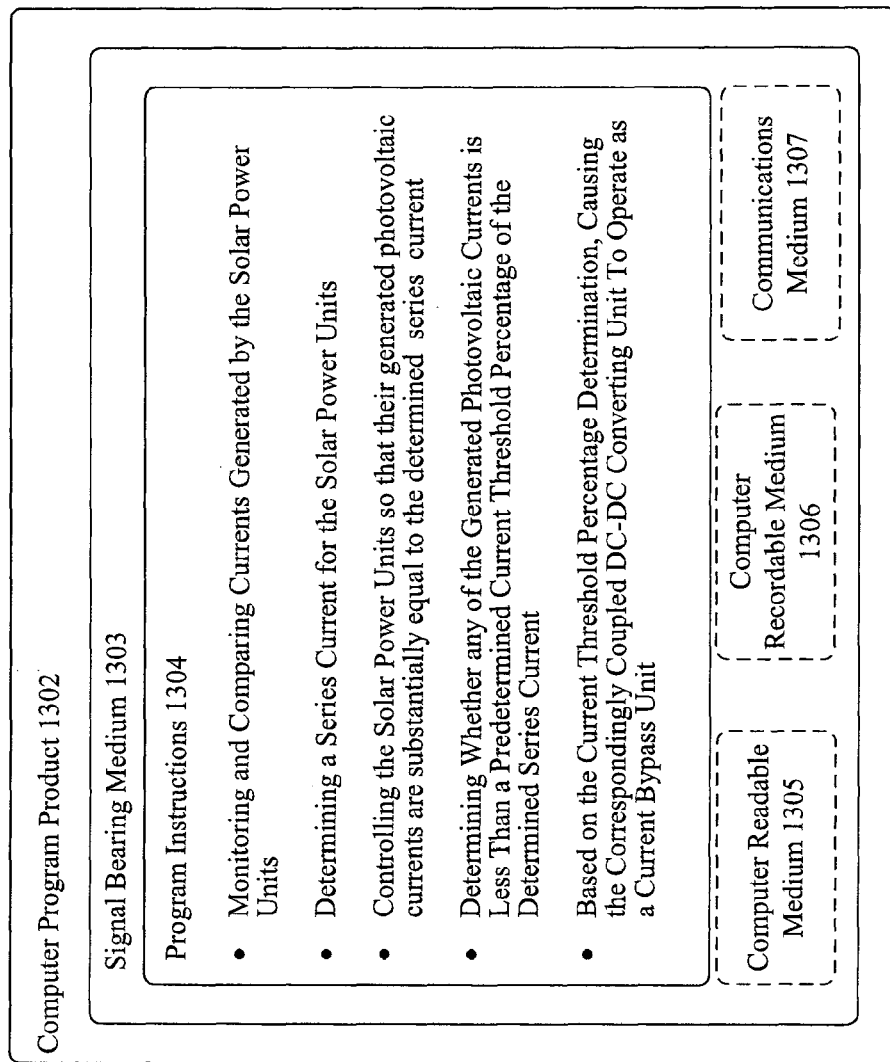 Computer Program Product 1302
Signal Bearing Medium 1303
Program Instructions 1304
• Monitoring and Comparing Currents Generated by the Solar Power
Units
• Determining a Series Current for the Solar Power Units
• Controlling the Solar Power Units so that their generated photovoltaic
currents are substantially equal to the determined series current
• Determining Whether any of the Generated Photovoltaic Currents is
Less Than a Predetermined Current Threshold Percentage of the
Determined Series Current
• Based on the Current Threshold Percentage Determination, Causing
the Correspondingly Coupled DC-DC Converting Unit To Operate as
a Current Bypass Unit
Computer Readable
Medium 1305
Computer
Recordable Medium
1306
Communications
Medium 1307